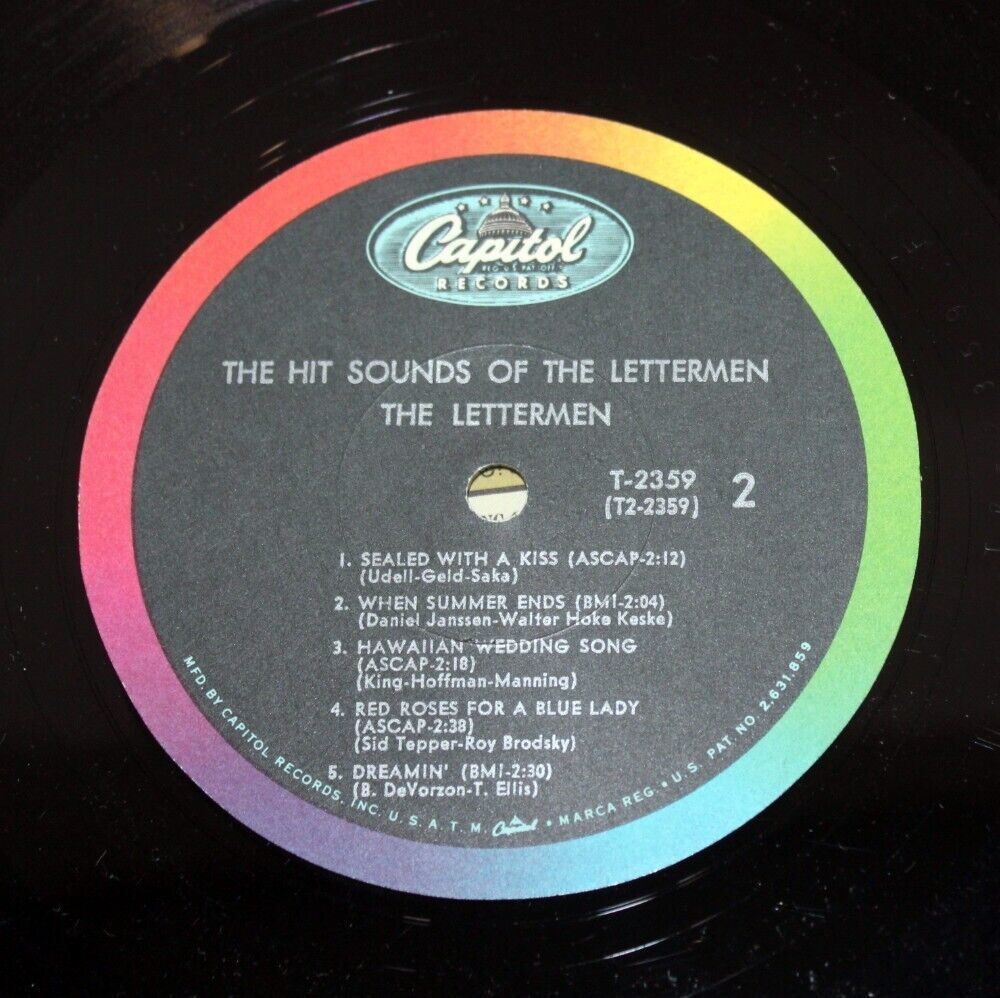 Capitol
REG. U.S. PAT. OFF.
RECORDS
THE HIT SOUNDS OF THE LETTERMEN
THE LETTERMEN
T-2359
(T2-2359)
2
1. SEALED WITH A KISS (ASCAP-2:12)
(Udell-Geld-Saka)
2. WHEN SUMMER ENDS (BMI-2:04)
(Daniel Janssen-Walter Hoke Keske)
3. HAWAIIAN WEDDING SONG
(ASCAP-2:18)
(King-Hoffman-Manning)
4. RED ROSES FOR A BLUE LADY
(ASCAP-2:38)
(Sid Tepper-Roy Brodsky)
5. DREAMIN' (BMI-2:30)
(B. DeVorzon-T. Ellis)
MFD. BY CAPITOL RECORDS, INC. U.S.A. T.M. Capitol • MARCA REG. • U.S. PAT. NO. 2,631,859